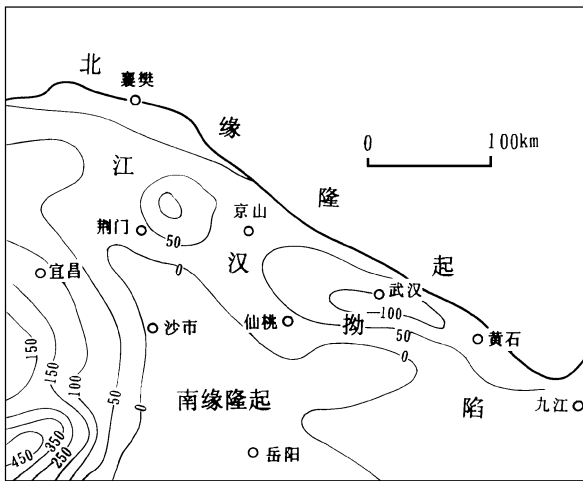 北
襄樊
缘
0 100km
江
隆
京山
荆门
50
0
汉
起
宜昌
武汉
100
仙桃
拗
沙市
50
黄石
150
150
100
0
50
0
南缘隆起
陷
九江
350
450
250
岳阳